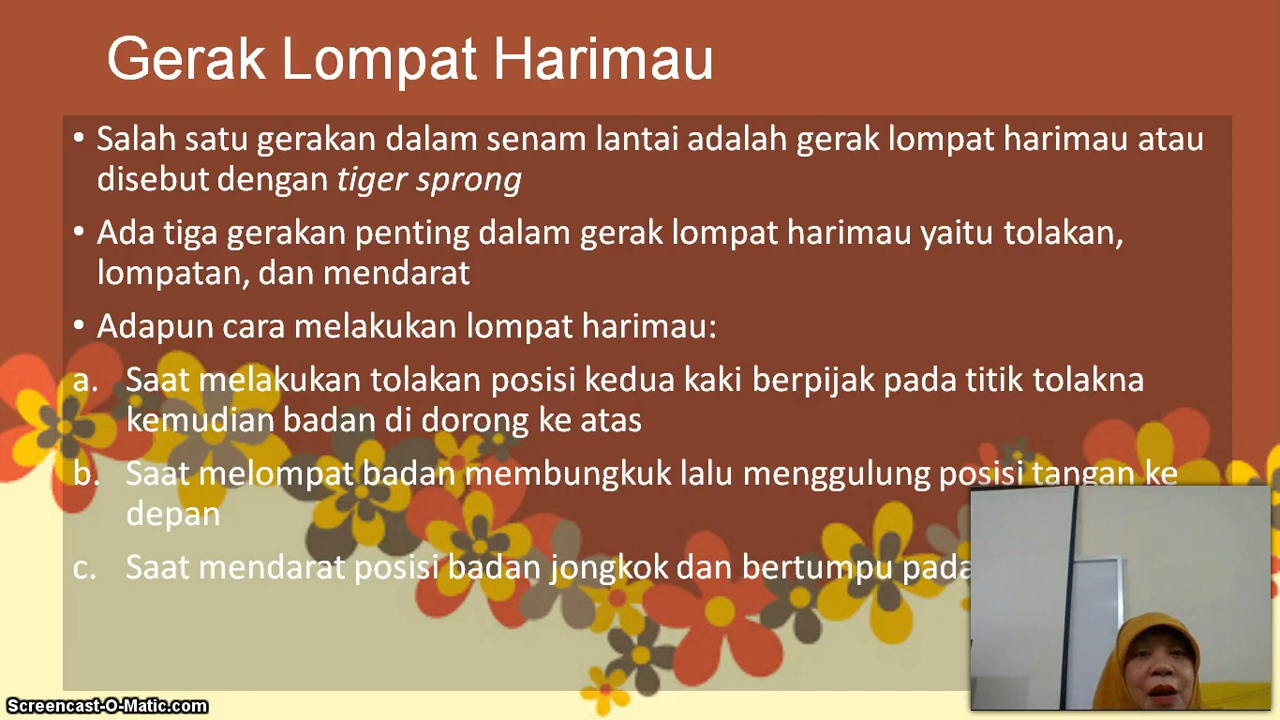 Gerak Lompat Harimau
• Salah satu gerakan dalam senam lantai adalah gerak lompat harimau atau
disebut dengan tiger sprong
• Ada tiga gerakan penting dalam gerak lompat harimau yaitu tolakan,
lompatan, dan mendarat
• Adapun cara melakukan lompat harimau:
a. Saat melakukan tolakan posisi kedua kaki berpijak pada titik tolakna
kemudian badan di dorong ke atas
b. Saat melompat badan membungkuk lalu menggulung posisi tangan ke
depan
c. Saat mendarat posisi badan jongkok dan bertumpu pada
Screencast-O-Matic.com